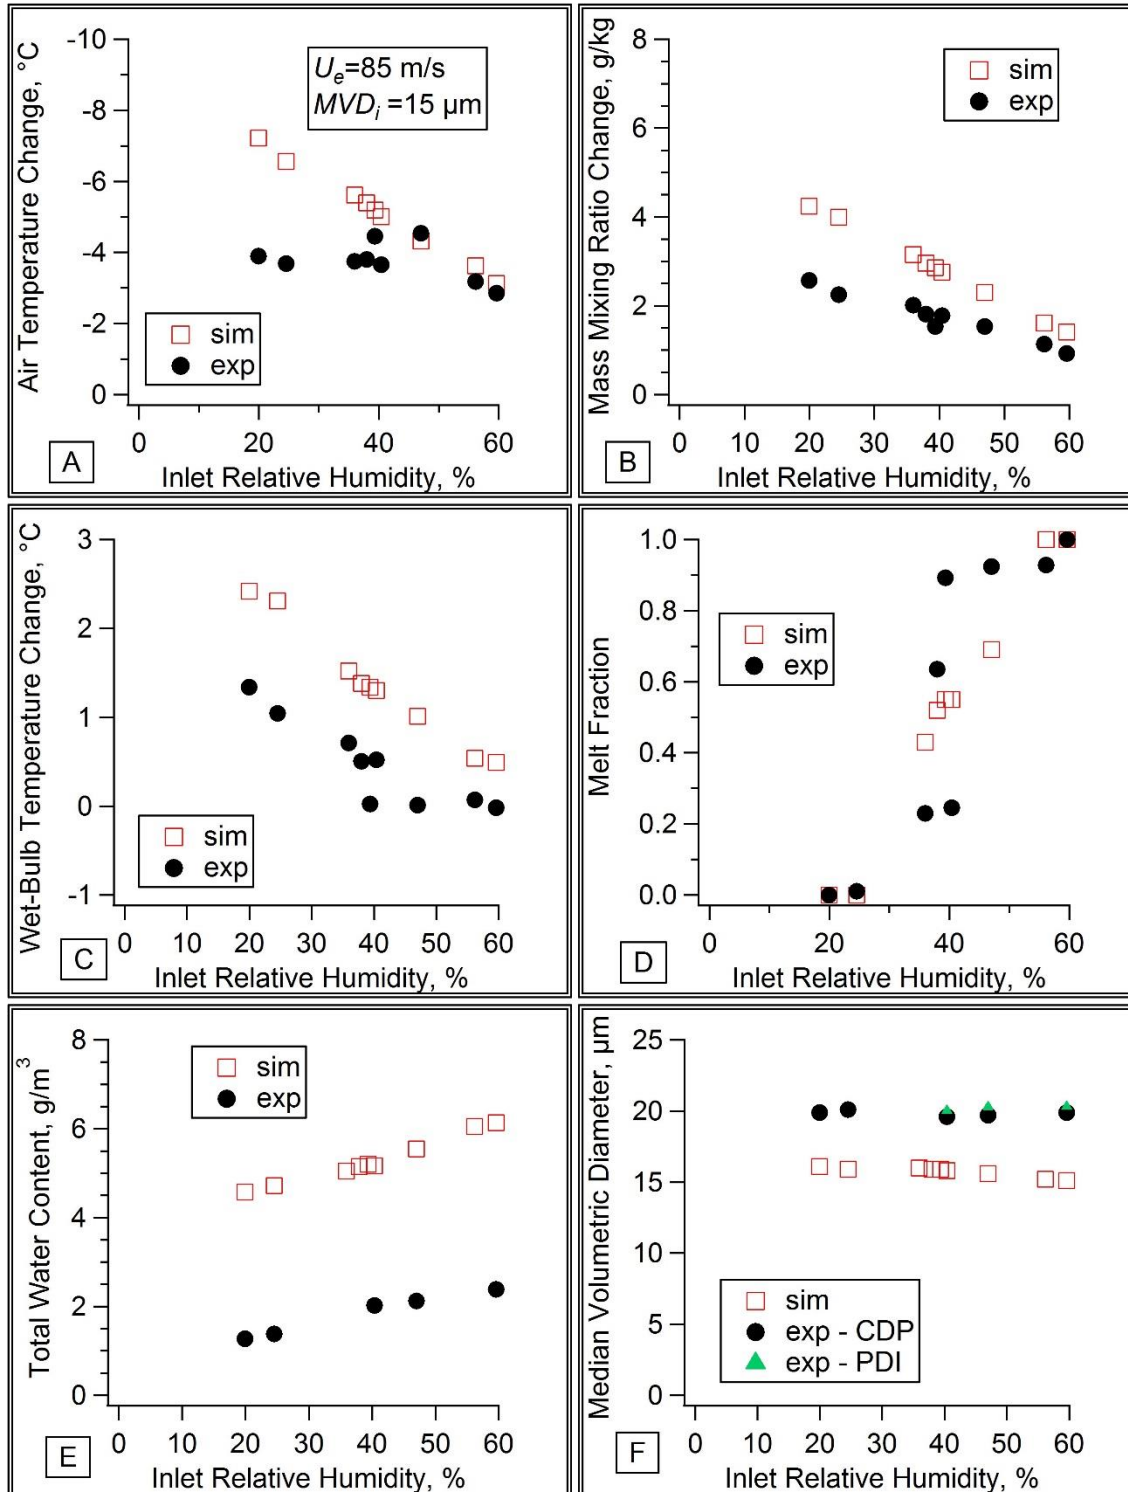 Air Temperature Change, °C
-10
-8
-6
-4
-2
0
U_e=85 m/s
MVD_i =15 µm
sim
exp
0 20 40 60
A
Inlet Relative Humidity, %
Mass Mixing Ratio Change, g/kg
8
6
4
2
0
sim
exp
0 10 20 30 40 50 60
B
Inlet Relative Humidity, %
Wet-Bulb Temperature Change, °C
3
2
1
0
-1
sim
exp
0 10 20 30 40 50 60
C
Inlet Relative Humidity, %
Melt Fraction
1.0
0.8
0.6
0.4
0.2
0.0
sim
exp
0 20 40 60
D
Inlet Relative Humidity, %
Total Water Content, g/m³
8
6
4
2
0
sim
exp
0 10 20 30 40 50 60
E
Inlet Relative Humidity, %
Median Volumetric Diameter, µm
25
20
15
10
5
0
sim
exp - CDP
exp - PDI
0 10 20 30 40 50 60
F
Inlet Relative Humidity, %